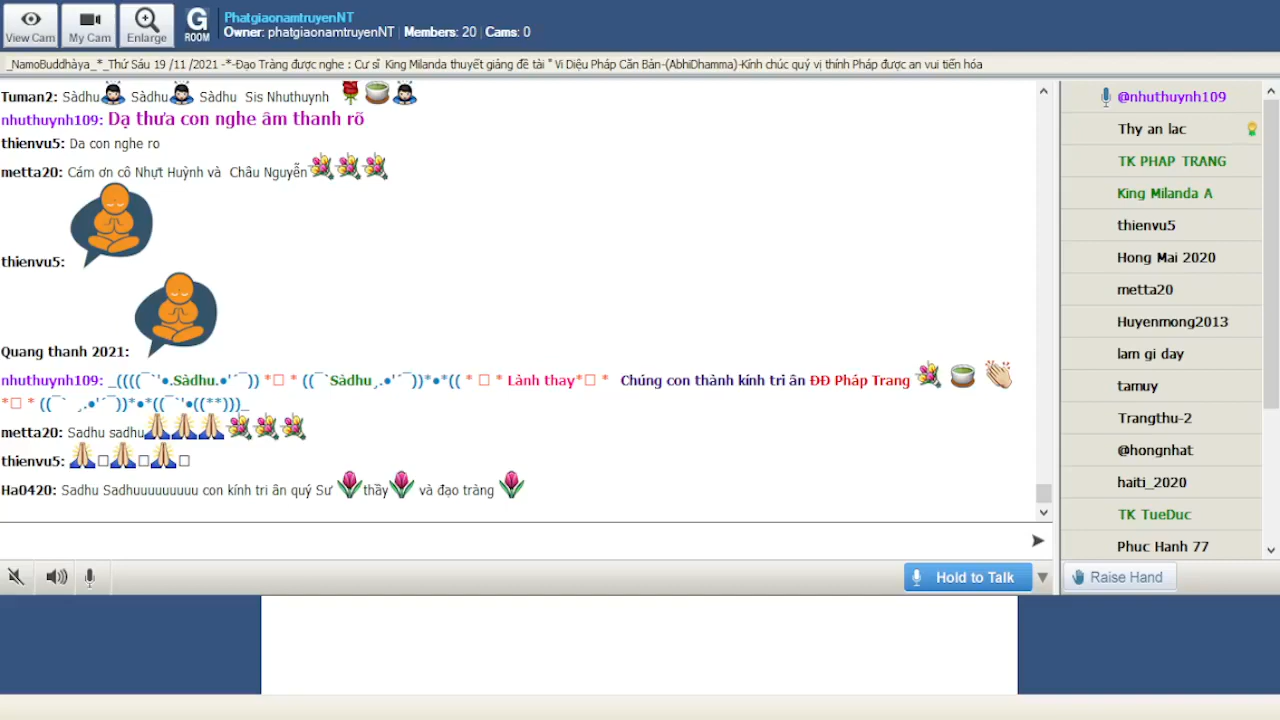 View Cam
My Cam
Enlarge
G
ROOM
PhatgiaonamtruyenNT
Owner: phatgiaonamtruyenNT | Members: 20 | Cams: 0
_NamoBuddhàya_*_Thứ Sáu 19 /11 /2021 -*-Đạo Tràng được nghe : Cư sĩ King Milanda thuyết giảng đề tài " Vi Diệu Pháp Căn Bản-(AbhiDhamma)-Kính chúc quý vị thính Pháp được an vui tiến hóa
Tuman2: Sàdhu Sàdhu Sàdhu Sis Nhuthuynh
nhuthuynh109: Dạ thưa con nghe âm thanh rõ
thienvu5: Da con nghe ro
metta20: Cám ơn cô Nhựt Huỳnh và Châu Nguyễn
thienvu5:
Quang thanh 2021:
nhuthuynh109: _((((¯`'●.Sàdhu.●'´¯)) *□ * ((¯`Sàdhu¸.●'´¯))*●*(( * □ * Lành thay*□ * Chúng con thành kính tri ân ĐĐ Pháp Trang
*□ * ((¯` ¸.●'´¯))*●*((¯`'●((**)))_
metta20: Sadhu sadhu
thienvu5: □ □ □
Ha0420: Sadhu Sadhuuuuuuuuu con kính tri ân quý Sư thầy và đạo tràng
Hold to Talk
@nhuthuynh109
Thy an lac
TK PHAP TRANG
King Milanda A
thienvu5
Hong Mai 2020
metta20
Huyenmong2013
lam gi day
tamuy
Trangthu-2
@hongnhat
haiti_2020
TK TueDuc
Phuc Hanh 77
Raise Hand